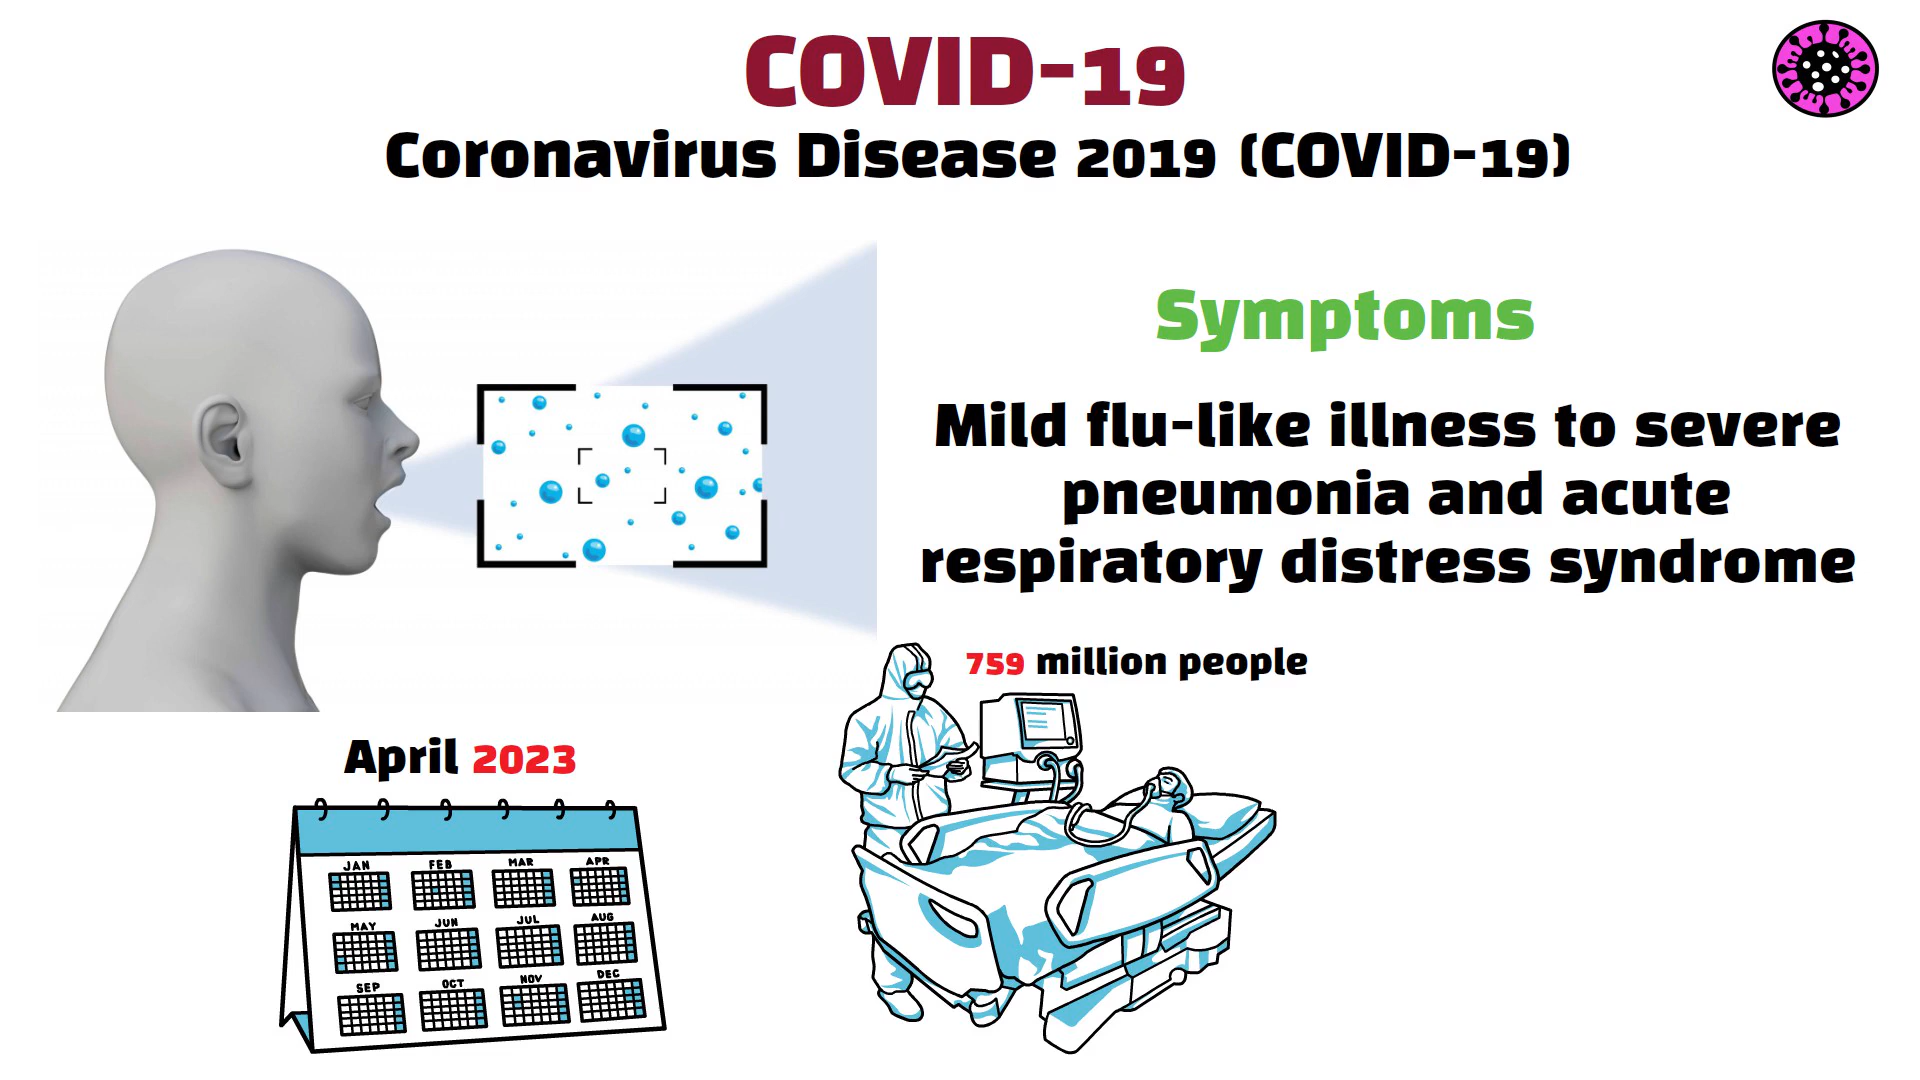 COVID-19
Coronavirus Disease 2019 (COVID-19)
Symptoms
Mild flu-like illness to severe
pneumonia and acute
respiratory distress syndrome
759 million people
April 2023
JAN FEB MAR APR
MAY JUN JUL AUG
SEP OCT NOV DEC